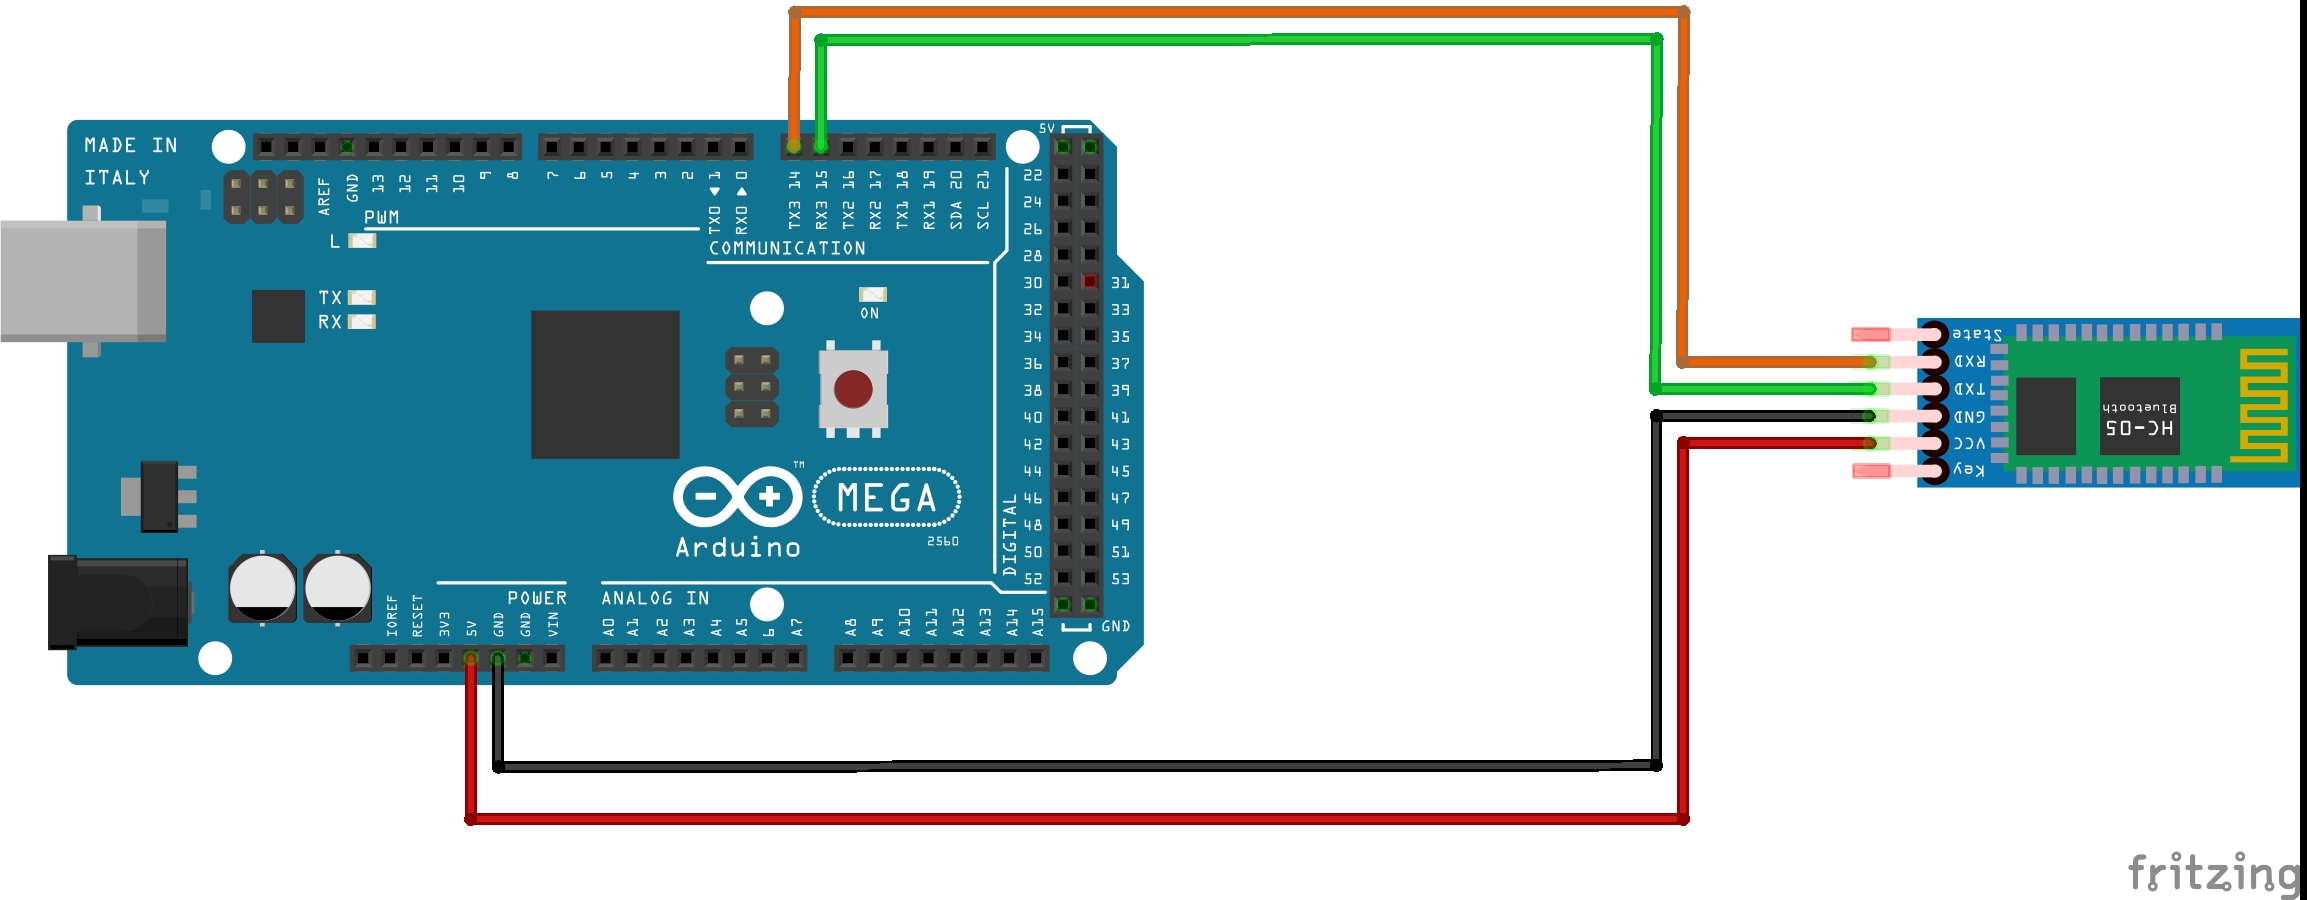 MADE IN
ITALY
AREF
GND
13
12
11
10
9
8
7
6
5
4
3
2
TX0 ◀ 1
RX0 ▶ 0
TX3 14
RX3 15
TX2 16
RX2 17
TX1 18
RX1 19
SDA 20
SCL 21
PWM
COMMUNICATION
L
TX
RX
ON
5V
22
24
26
28
30 31
32 33
34 35
36 37
38 39
40 41
42 43
44 45
46 47
48 49
50 51
52 53
GND
DIGITAL
TM
MEGA
Arduino
2560
POWER
ANALOG IN
IOREF
RESET
3V3
5V
GND
GND
VIN
A0
A1
A2
A3
A4
A5
6
A7
A8
A9
A10
A11
A12
A13
A14
A15
State
RXD
TXD
GND
VCC
Key
HC-05
Bluetooth
fritzing